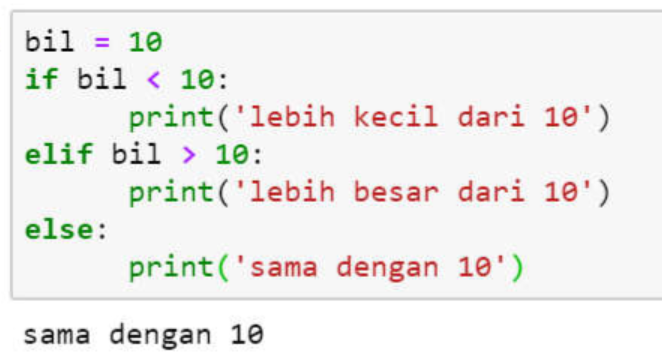 bil = 10
if bil < 10:
      print('lebih kecil dari 10')
elif bil > 10:
      print('lebih besar dari 10')
else:
      print('sama dengan 10')
sama dengan 10